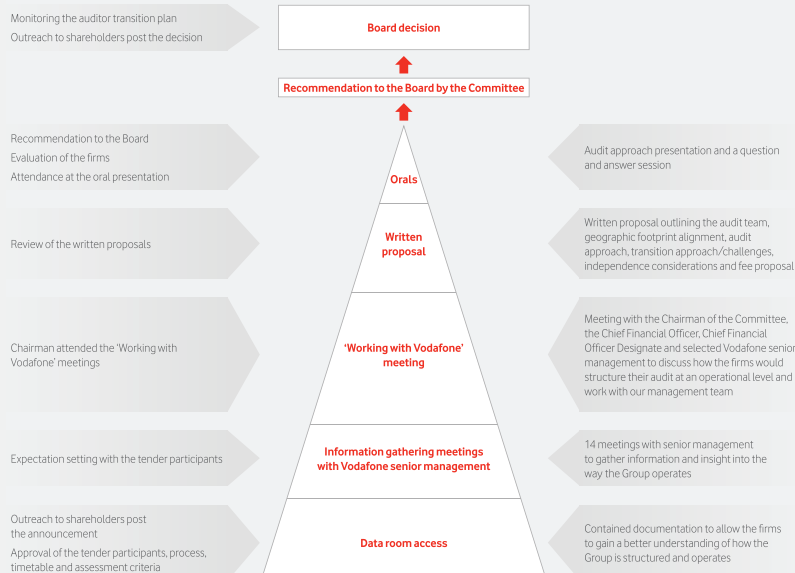 Monitoring the auditor transition plan
Outreach to shareholders post the decision
Board decision
Recommendation to the Board by the Committee
Recommendation to the Board
Evaluation of the firms
Attendance at the oral presentation
Orals
Audit approach presentation and a question
and answer session
Review of the written proposals
Written
proposal
Written proposal outlining the audit team,
geographic footprint alignment, audit
approach, transition approach/challenges,
independence considerations and fee proposal
Chairman attended the ‘Working with
Vodafone’ meetings
‘Working with Vodafone’
meeting
Meeting with the Chairman of the Committee,
the Chief Financial Officer, Chief Financial
Officer Designate and selected Vodafone senior
management to discuss how the firms would
structure their audit at an operational level and
work with our management team
Expectation setting with the tender participants
Information gathering meetings
with Vodafone senior management
14 meetings with senior management
to gather information and insight into the
way the Group operates
Outreach to shareholders post
the announcement
Approval of the tender participants, process,
timetable and assessment criteria
Data room access
Contained documentation to allow the firms
to gain a better understanding of how the
Group is structured and operates